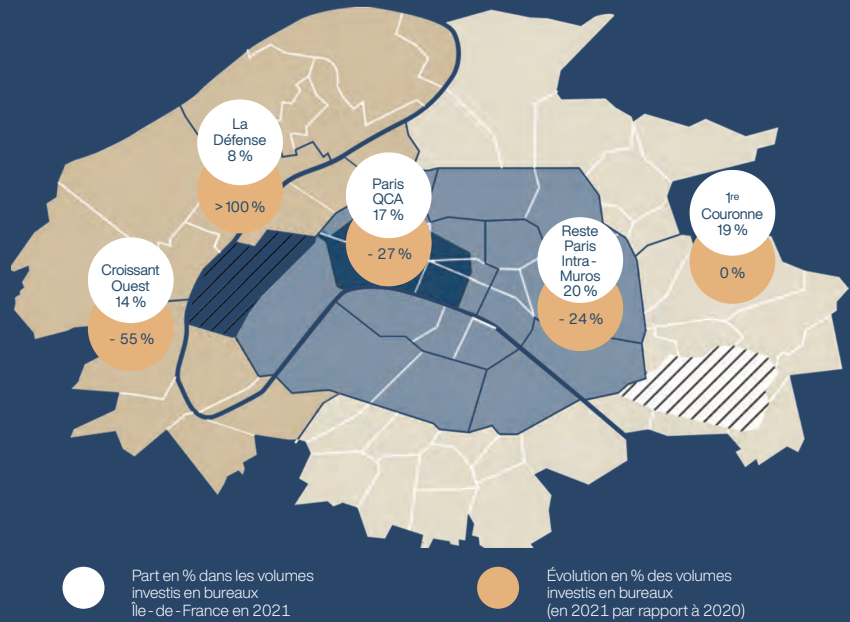 La
Défense
8 %
> 100 %
Paris
QCA
17 %
- 27 %
1re
Couronne
19 %
0 %
Reste
Paris
Intra-
Muros
20 %
- 24 %
Croissant
Ouest
14 %
- 55 %
Part en % dans les volumes
investis en bureaux
Île-de-France en 2021
Évolution en % des volumes
investis en bureaux
(en 2021 par rapport à 2020)